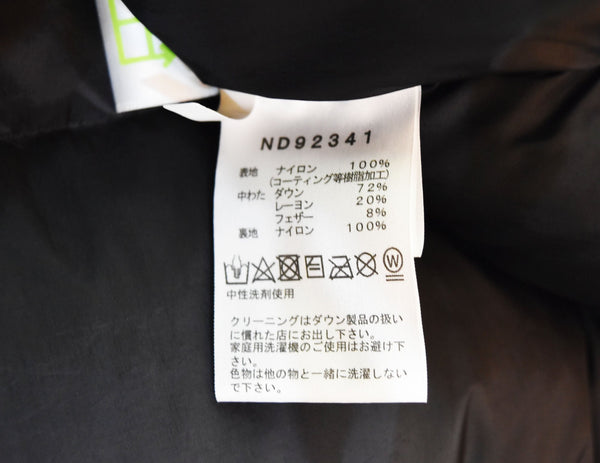 ND92341
表地 ナイロン 100%
(コーティング等樹脂加工)
中わた ダウン 72%
レーヨン 20%
フェザー 8%
裏地 ナイロン 100%
W
中性洗剤使用
クリーニングはダウン製品の扱い
に慣れた店にお出し下さい。
家庭用洗濯機のご使用はお避け下
さい。
色物は他の物と一緒に洗濯しない
で下さい。